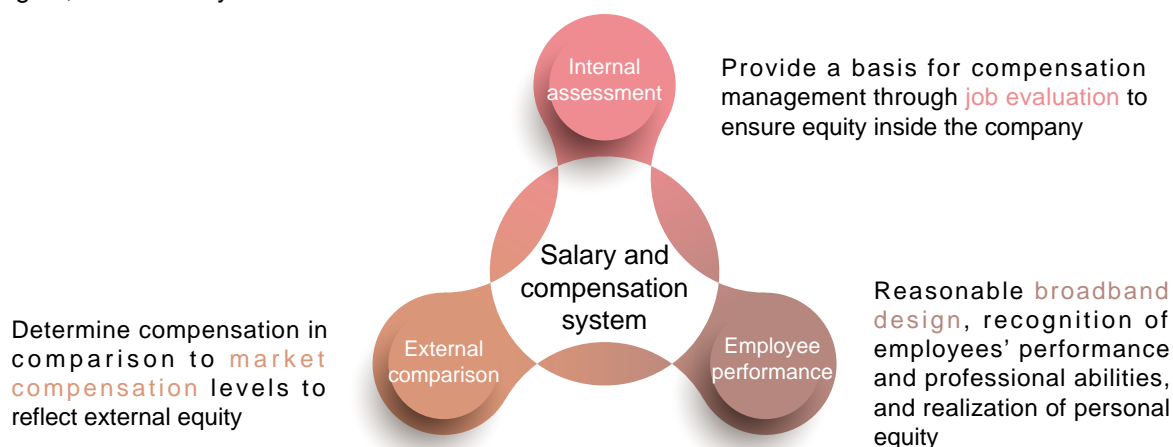 Internal
assessment
Provide a basis for compensation
management through job evaluation to
ensure equity inside the company
Salary and
compensation
system
Determine compensation in
comparison to market
compensation levels to
reflect external equity
External
comparison
Employee
performance
Reasonable broadband
design, recognition of
employees’ performance
and professional abilities,
and realization of personal
equity